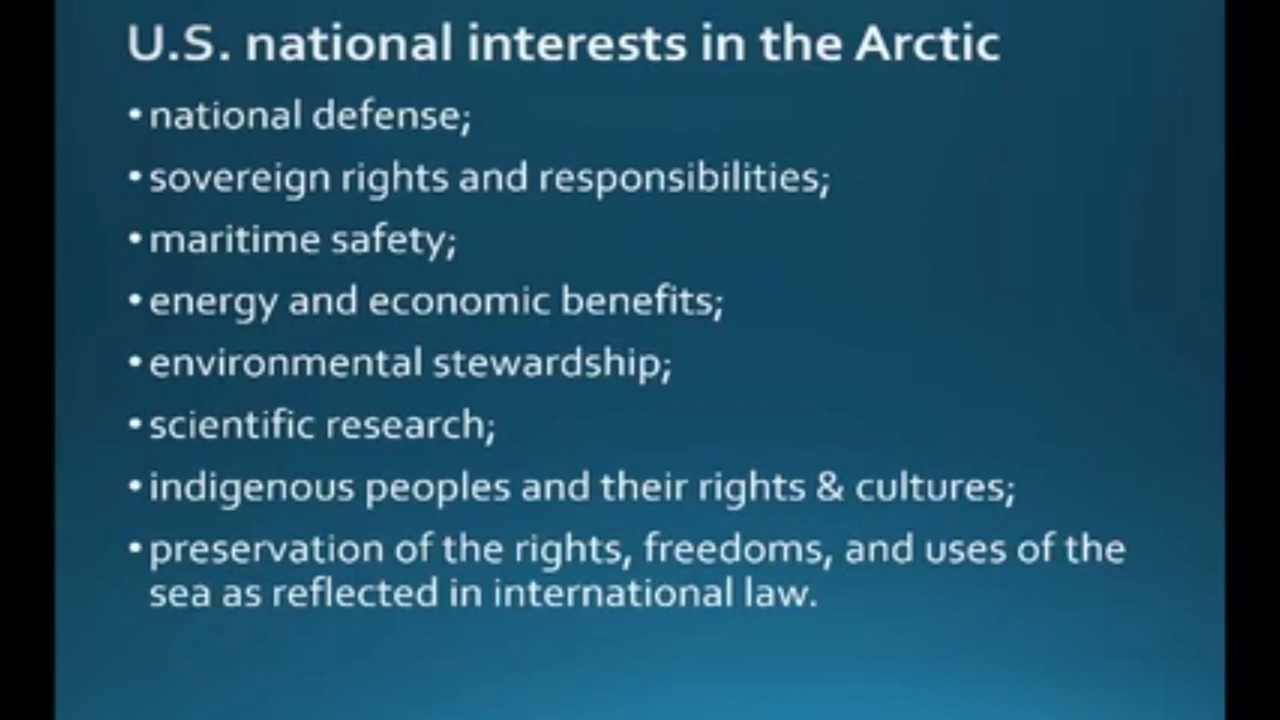 U.S. national interests in the Arctic
• national defense;
• sovereign rights and responsibilities;
• maritime safety;
• energy and economic benefits;
• environmental stewardship;
• scientific research;
• indigenous peoples and their rights & cultures;
• preservation of the rights, freedoms, and uses of the
sea as reflected in international law.